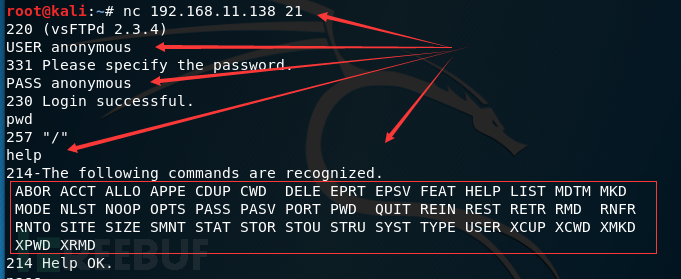 root@kali:~# nc 192.168.11.138 21
220 (vsFTPd 2.3.4)
USER anonymous
331 Please specify the password.
PASS anonymous
230 Login successful.
pwd
257 "/"
help
214-The following commands are recognized.
ABOR ACCT ALLO APPE CDUP CWD  DELE EPRT EPSV FEAT HELP LIST MDTM MKD
MODE NLST NOOP OPTS PASS PASV PORT PWD  QUIT REIN REST RETR RMD  RNFR
RNTO SITE SIZE SMNT STAT STOR STOU STRU SYST TYPE USER XCUP XCWD XMKD
XPWD XRMD
214 Help OK.